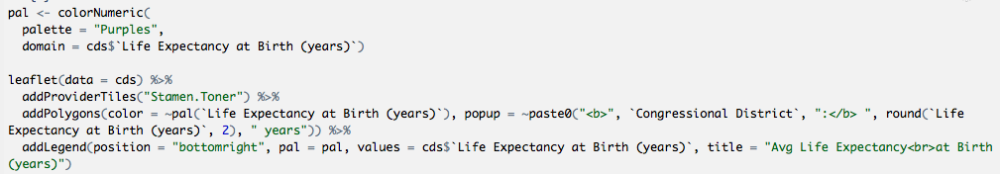 pal <- colorNumeric(
  palette = "Purples",
  domain = cds$`Life Expectancy at Birth (years)`)

leaflet(data = cds) %>%
  addProviderTiles("Stamen.Toner") %>%
  addPolygons(color = ~pal(`Life Expectancy at Birth (years)`), popup = ~paste0("<b>", `Congressional District`, ":</b> ", round(`Life
Expectancy at Birth (years)`, 2), " years")) %>%
  addLegend(position = "bottomright", pal = pal, values = cds$`Life Expectancy at Birth (years)`, title = "Avg Life Expectancy<br>at Birth
(years)")